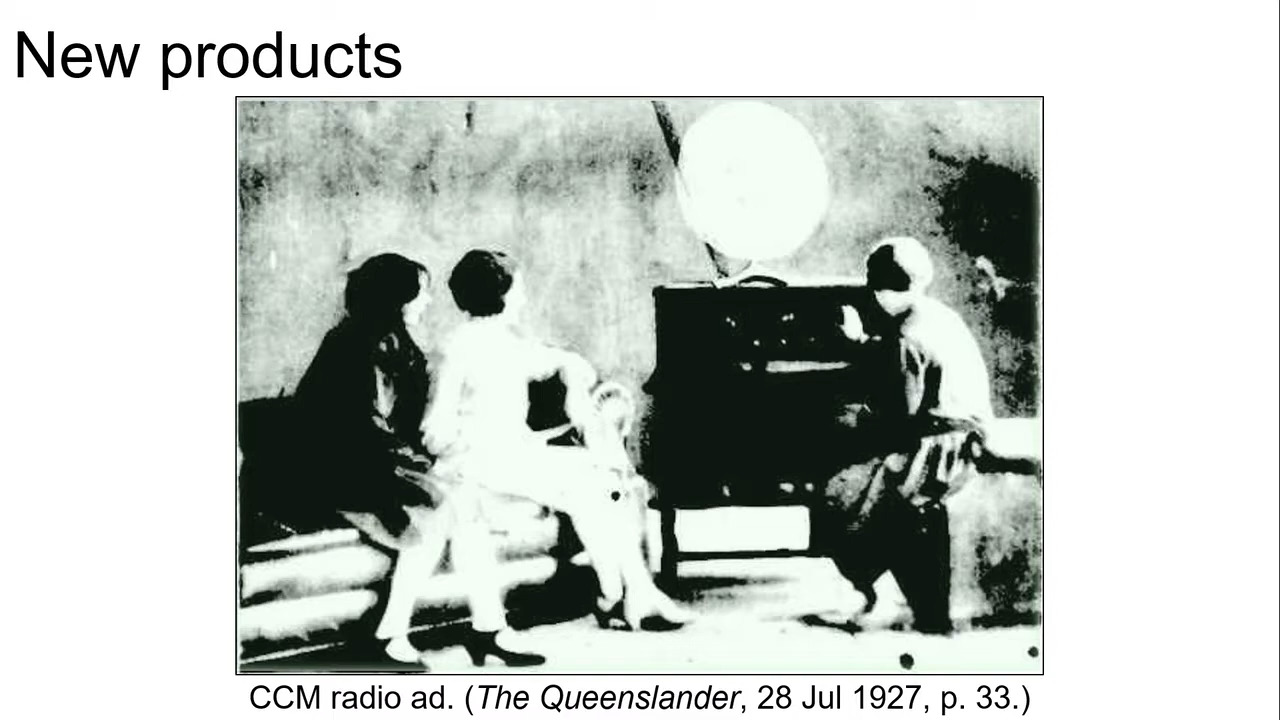 New products
CCM radio ad. (The Queenslander, 28 Jul 1927, p. 33.)